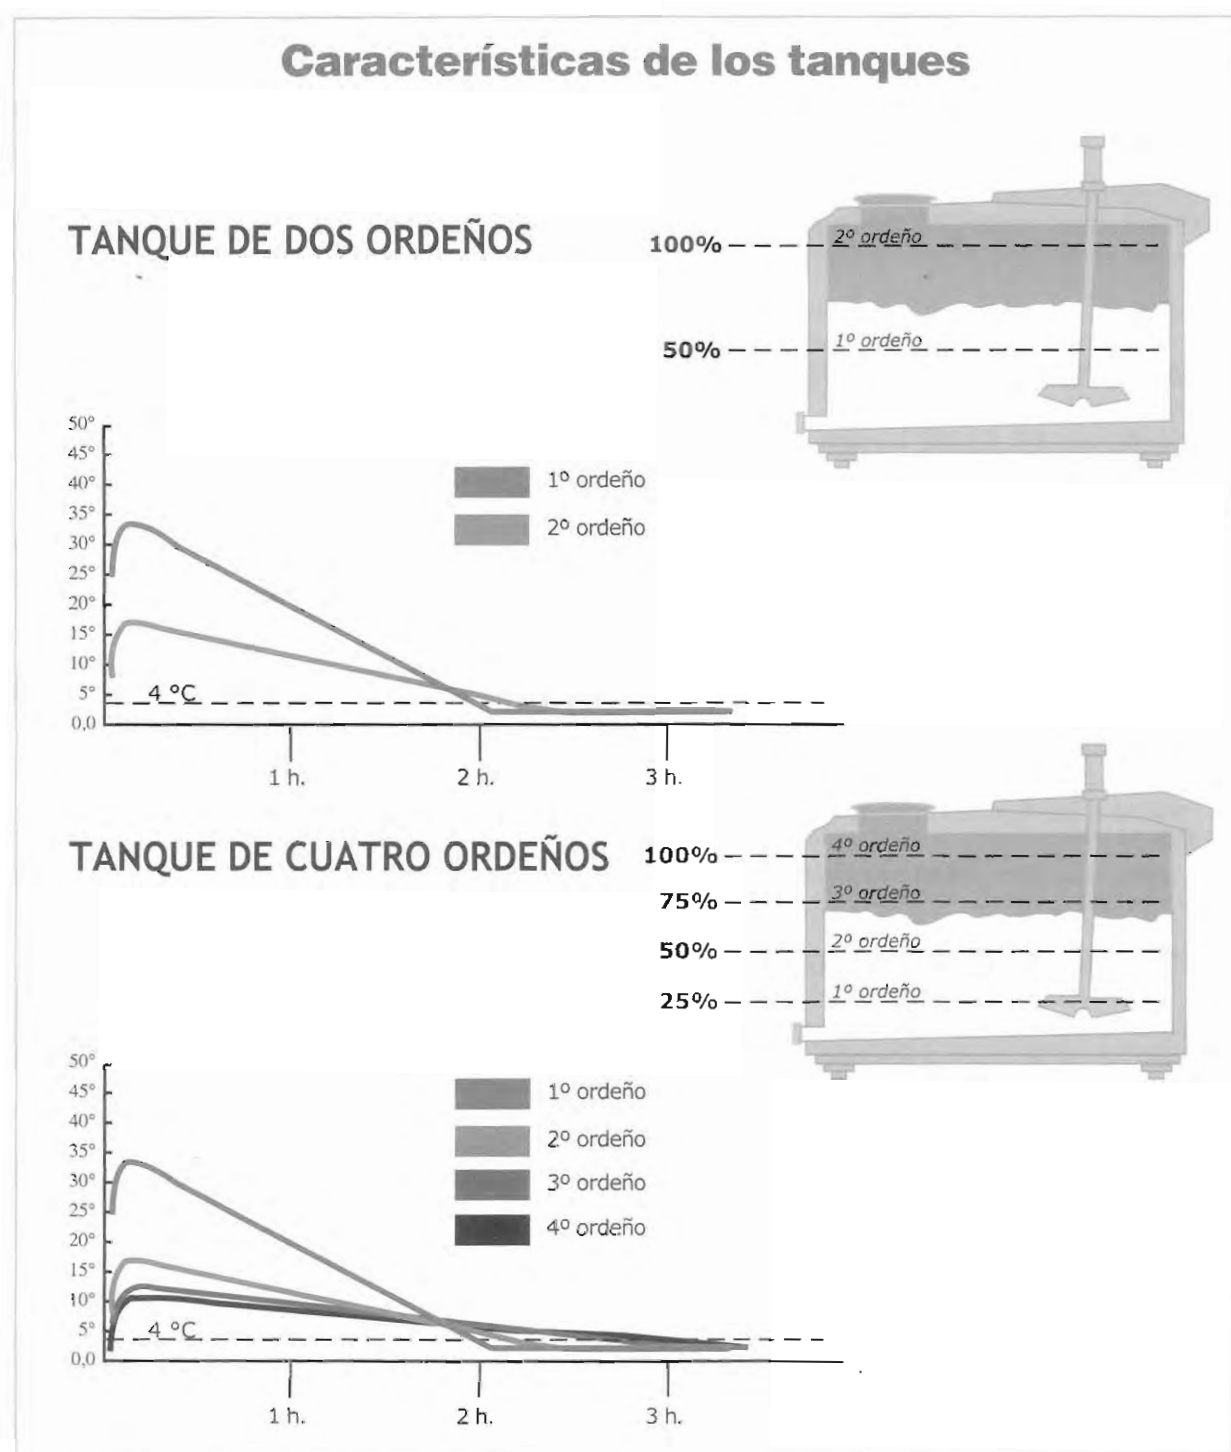 Características de los tanques
TANQUE DE DOS ORDEÑOS
100%
2º ordeño
50%
1º ordeño
50°
45°
40°
35°
30°
25°
20°
15°
10°
5°
0,0
4 ºC
1º ordeño
2º ordeño
1 h.
2 h.
3 h.
TANQUE DE CUATRO ORDEÑOS
100%
4º ordeño
75%
3º ordeño
50%
2º ordeño
25%
1º ordeño
50°
45°
40°
35°
30°
25°
20°
15°
10°
5°
0,0
4 ºC
1º ordeño
2º ordeño
3º ordeño
4º ordeño
1 h.
2 h.
3 h.